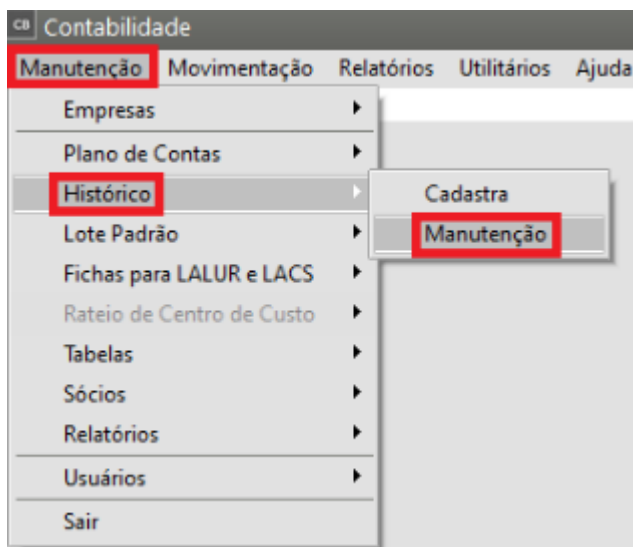 CB Contabilidade
Manutenção Movimentação Relatórios Utilitários Ajuda
Empresas
Plano de Contas
Histórico
Cadastra
Lote Padrão
Manutenção
Fichas para LALUR e LACS
Rateio de Centro de Custo
Tabelas
Sócios
Relatórios
Usuários
Sair